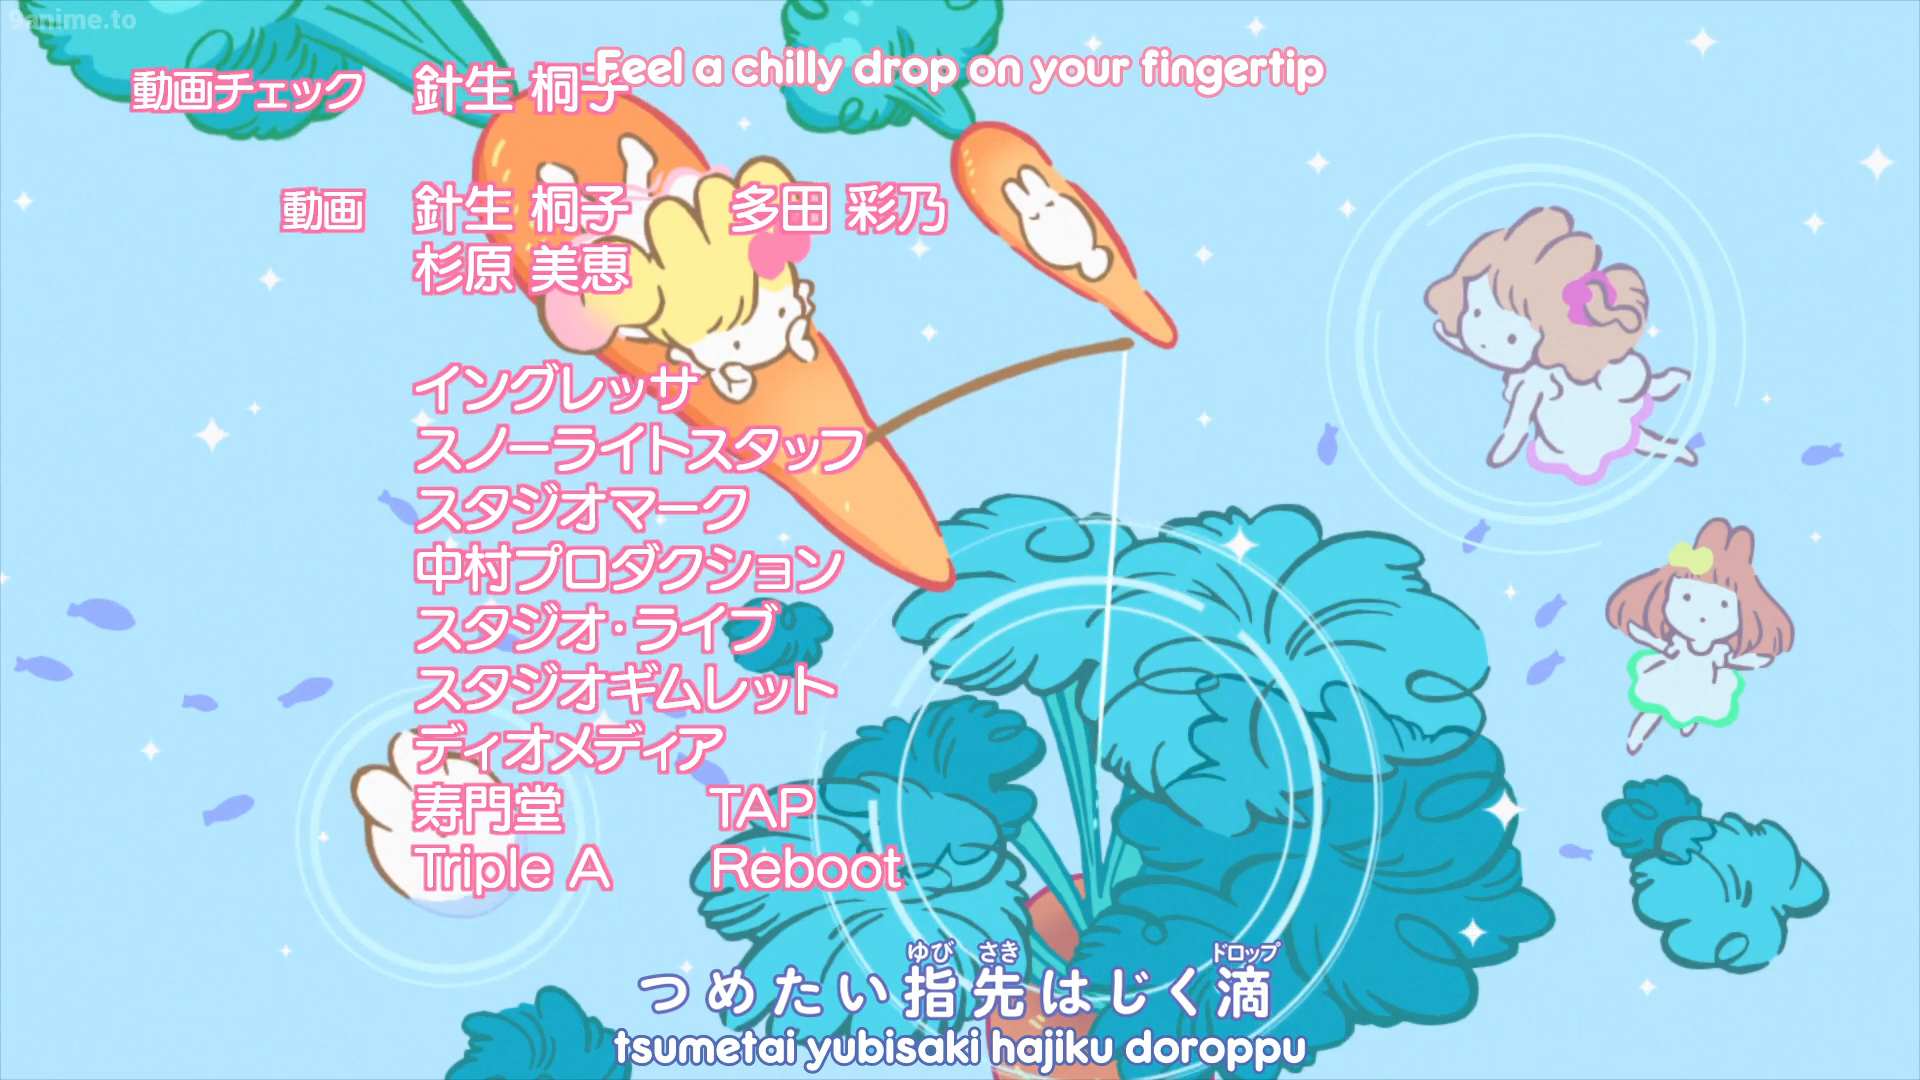 9anime.to
Feel a chilly drop on your fingertip
動画チェック 針生 桐子
動画 針生 桐子 多田 彩乃
杉原 美恵
イングレッサ
スノーライトスタッフ
スタジオマーク
中村プロダクション
スタジオ・ライブ
スタジオギムレット
ディオメディア
寿門堂 TAP
Triple A Reboot
ゆび さき ドロップ
つめたい指先はじく滴
tsumetai yubisaki hajiku doroppu